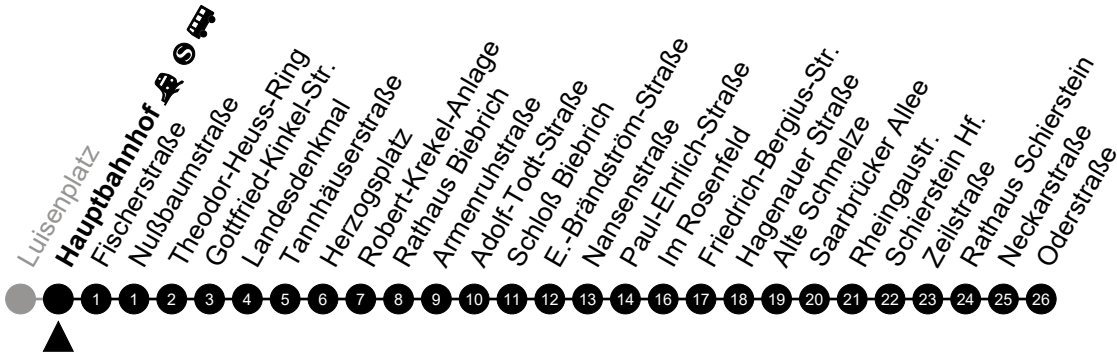 Luisenplatz
Hauptbahnhof S
Fischerstraße
Nußbaumstraße
Theodor-Heuss-Ring
Gottfried-Kinkel-Str.
Landesdenkmal
Tannhäuserstraße
Herzogsplatz
Robert-Krekel-Anlage
Rathaus Biebrich
Armenruhstraße
Adolf-Todt-Straße
Schloß Biebrich
E.-Brändström-Straße
Nansenstraße
Paul-Ehrlich-Straße
Im Rosenfeld
Friedrich-Bergius-Str.
Hagenauer Straße
Alte Schmelze
Saarbrücker Allee
Rheingaustr.
Schierstein Hf.
Zeilstraße
Rathaus Schierstein
Neckarstraße
Oderstraße
1 1 2 3 4 5 6 7 8 9 10 11 12 13 14 16 17 18 19 20 21 22 23 24 25 26